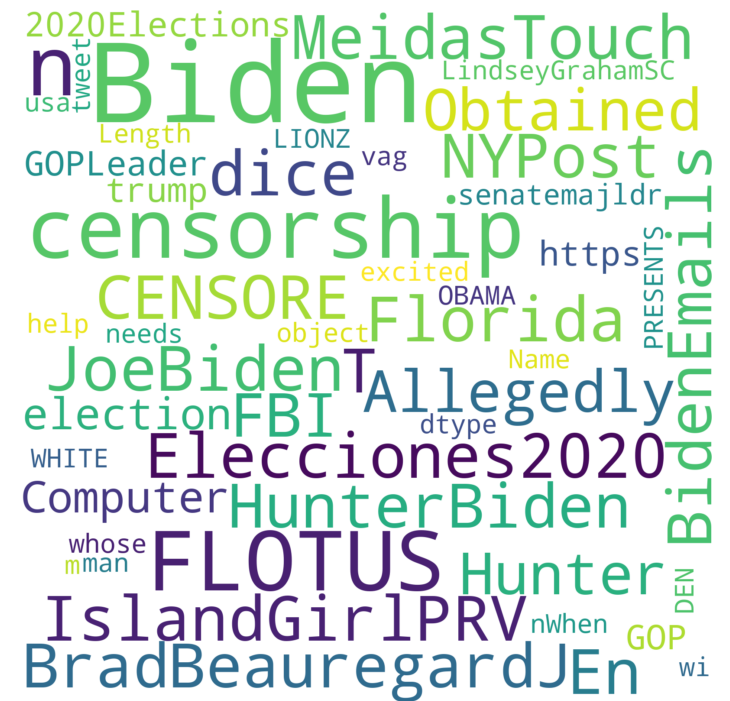 2020Elections
MeidasTouch
n
tweet
Biden
LindseyGrahamSC
usa
Obtained
Length
LIONZ
NYPost
GOPLeader
dice
vag
trump
senatemajldr
censorship
https
BidenEmails
PRESENTS
CENSORE
excited
OBAMA
Florida
help
needs
object
JoeBiden
T
Name
Allegedly
election
FBI
dtype
WHITE
Elecciones2020
Computer
HunterBiden
whose
m
man
FLOTUS
Hunter
DEN
IslandGirlPRV
nWhen
GOP
BradBeauregardJ
En
wi